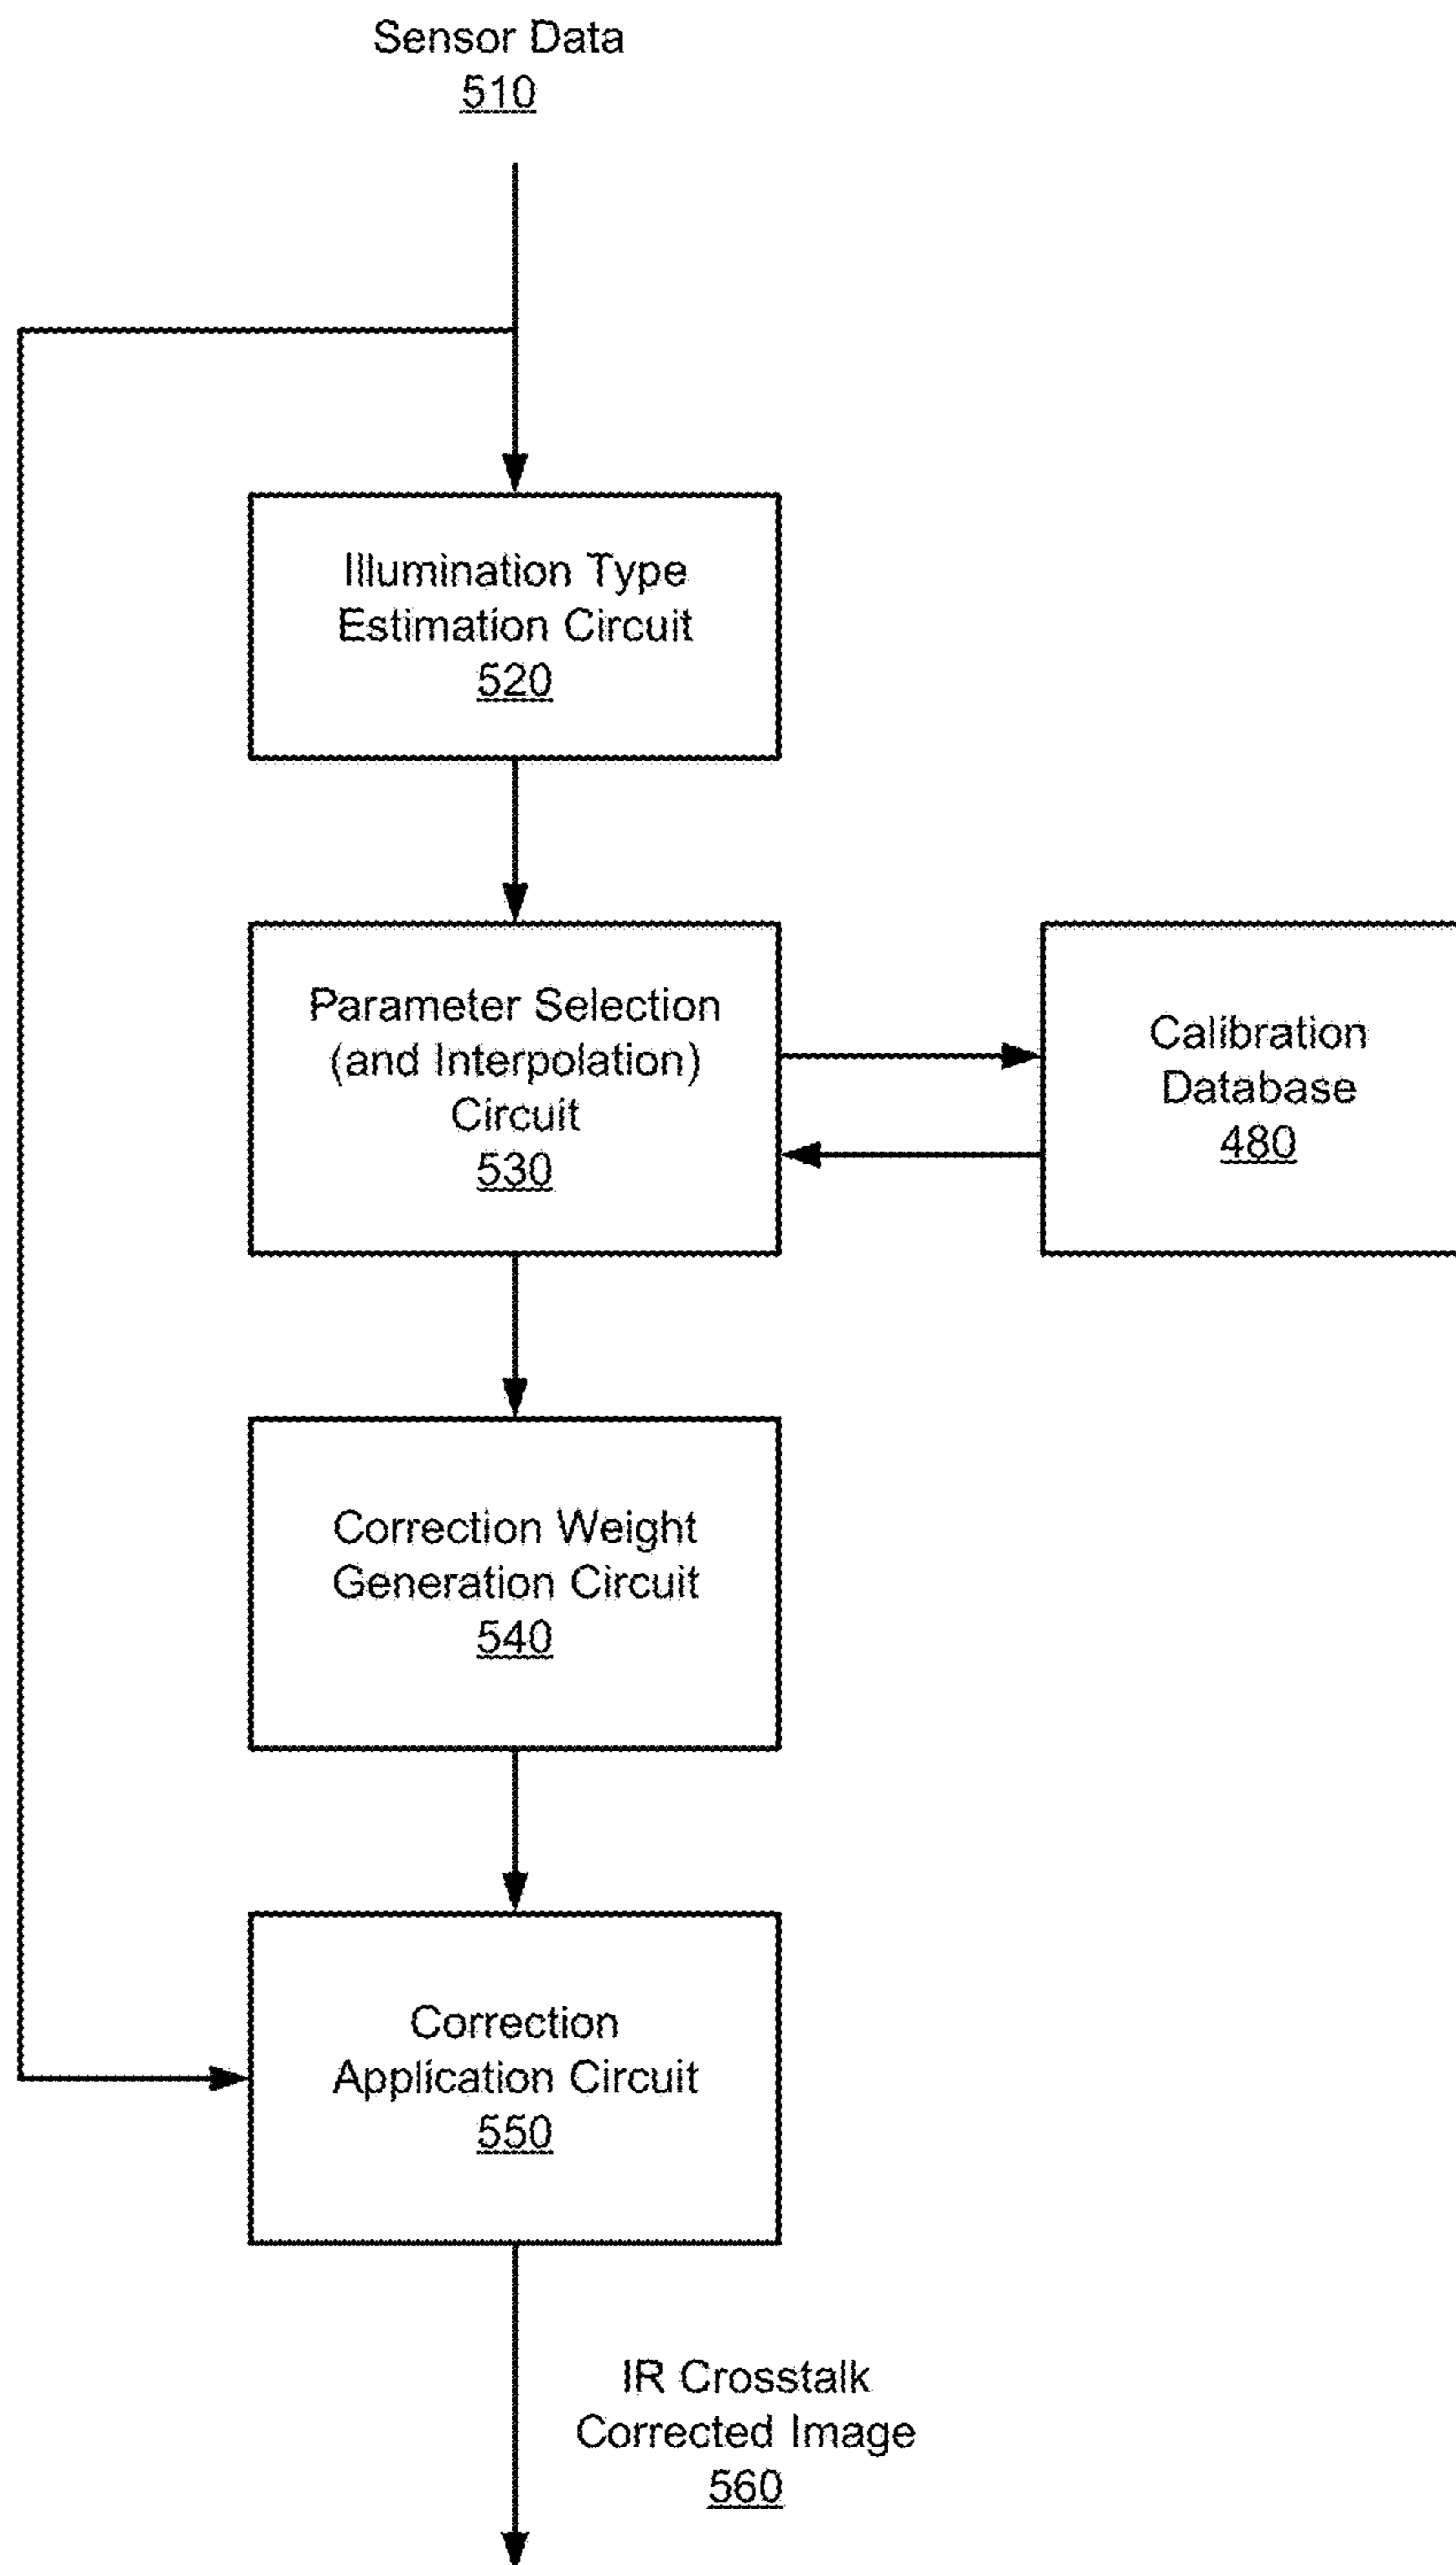 Sensor Data
510
Illumination Type
Estimation Circuit
520
Parameter Selection
(and Interpolation)
Circuit
530
Calibration
Database
480
Correction Weight
Generation Circuit
540
Correction
Application Circuit
550
IR Crosstalk
Corrected Image
560